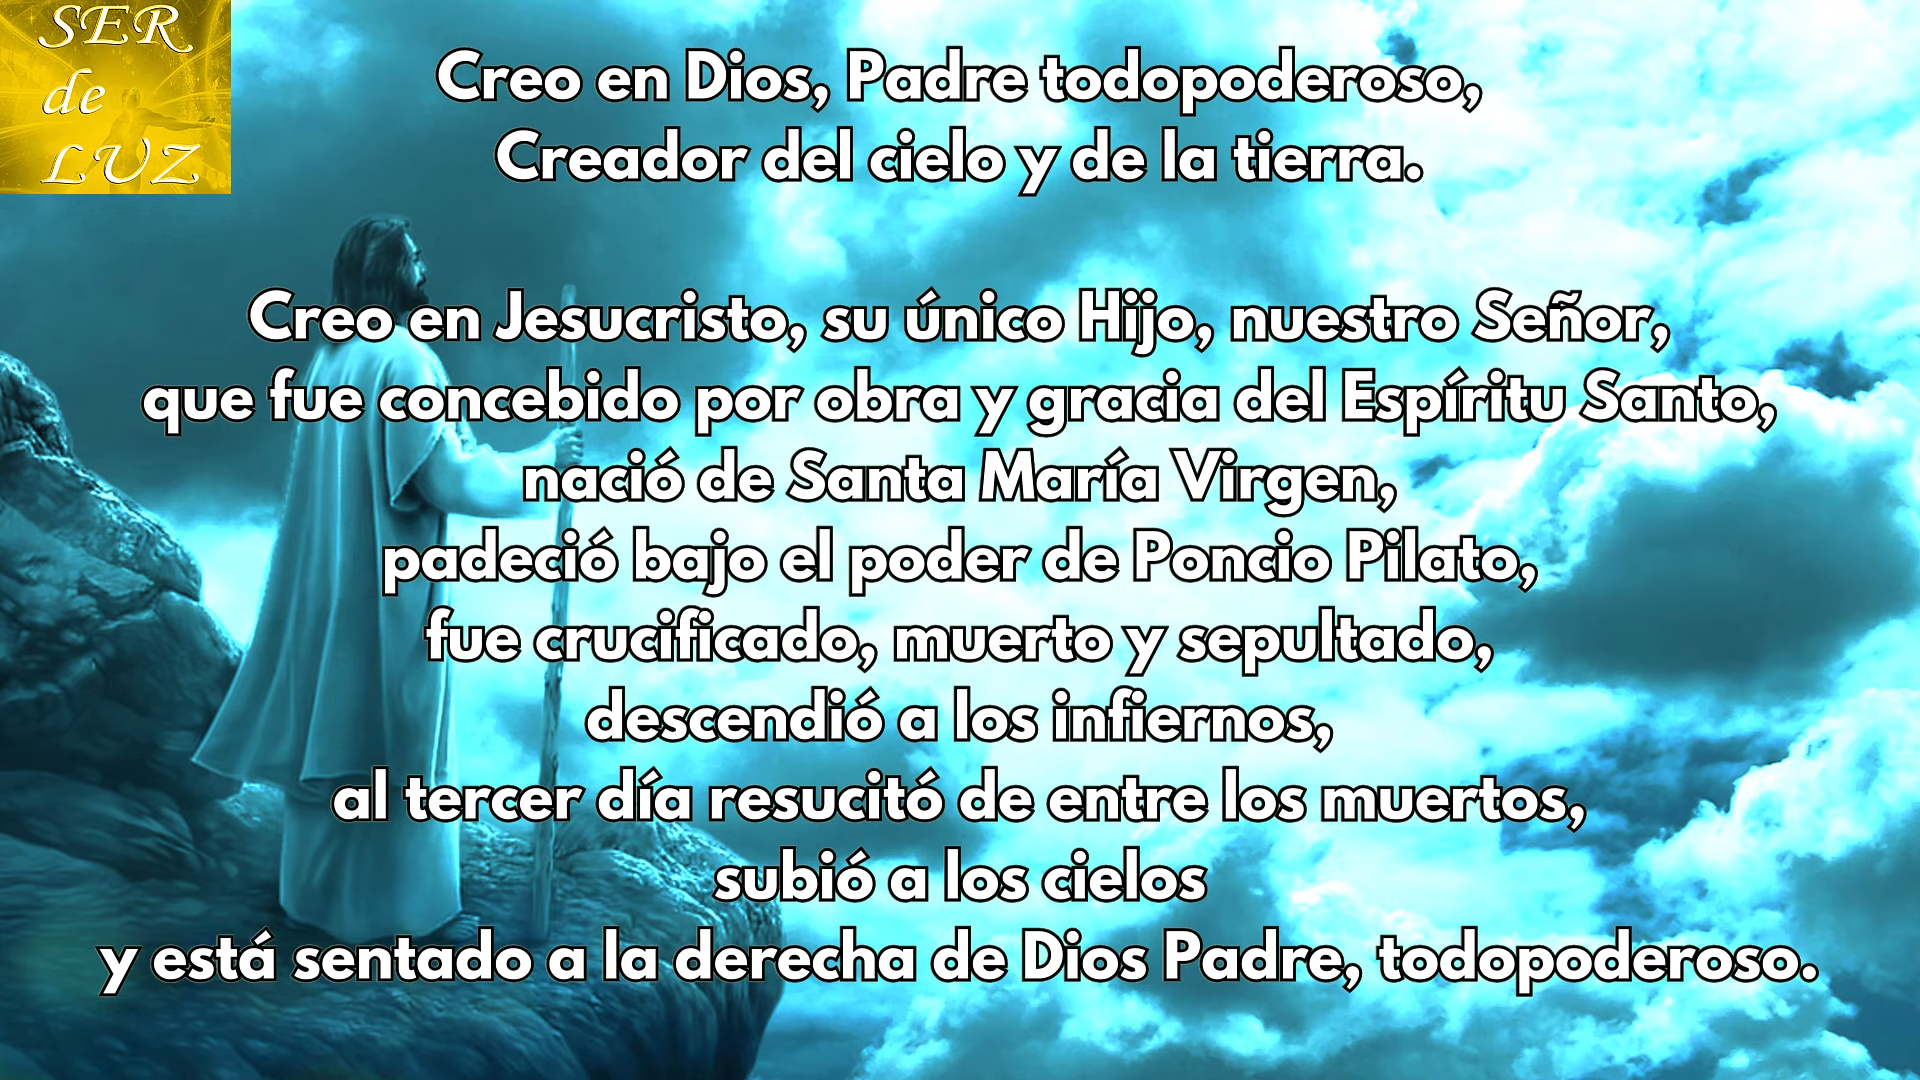 SER
de
LUZ
Creo en Dios, Padre todopoderoso,
Creador del cielo y de la tierra.
Creo en Jesucristo, su único Hijo, nuestro Señor,
que fue concebido por obra y gracia del Espíritu Santo,
nació de Santa María Virgen,
padeció bajo el poder de Poncio Pilato,
fue crucificado, muerto y sepultado,
descendió a los infiernos,
al tercer día resucitó de entre los muertos,
subió a los cielos
y está sentado a la derecha de Dios Padre, todopoderoso.